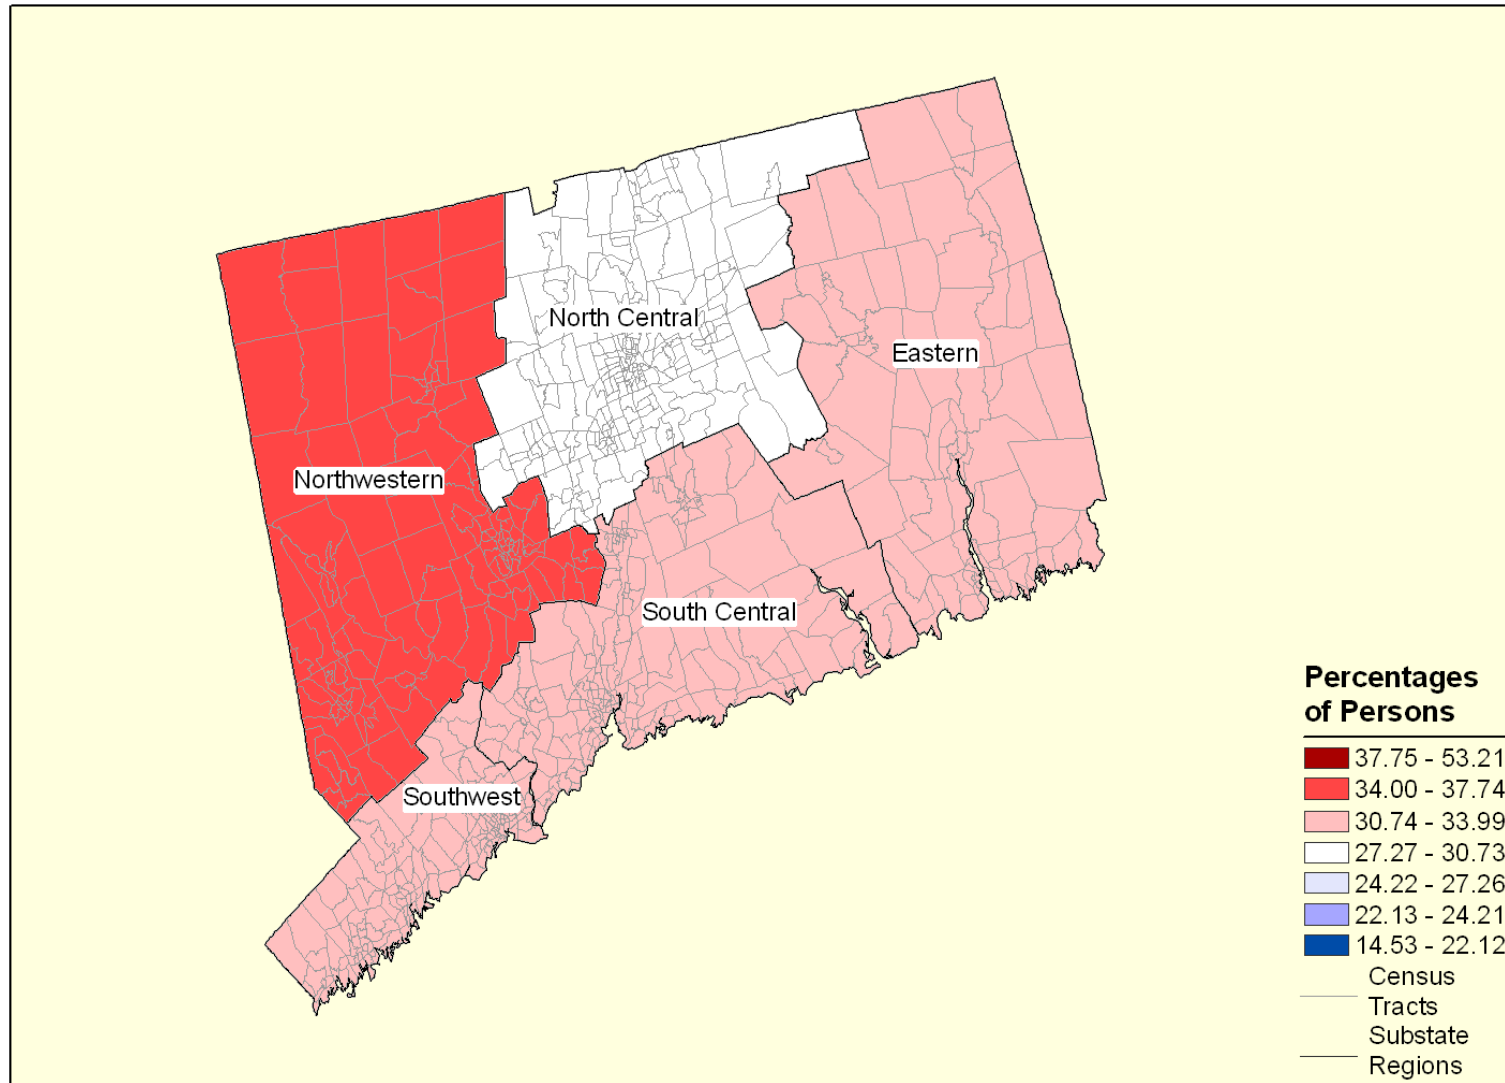 North Central
Eastern
Northwestern
South Central
Southwest
Percentages
of Persons
37.75 - 53.21
34.00 - 37.74
30.74 - 33.99
27.27 - 30.73
24.22 - 27.26
22.13 - 24.21
14.53 - 22.12
Census
Tracts
Substate
Regions